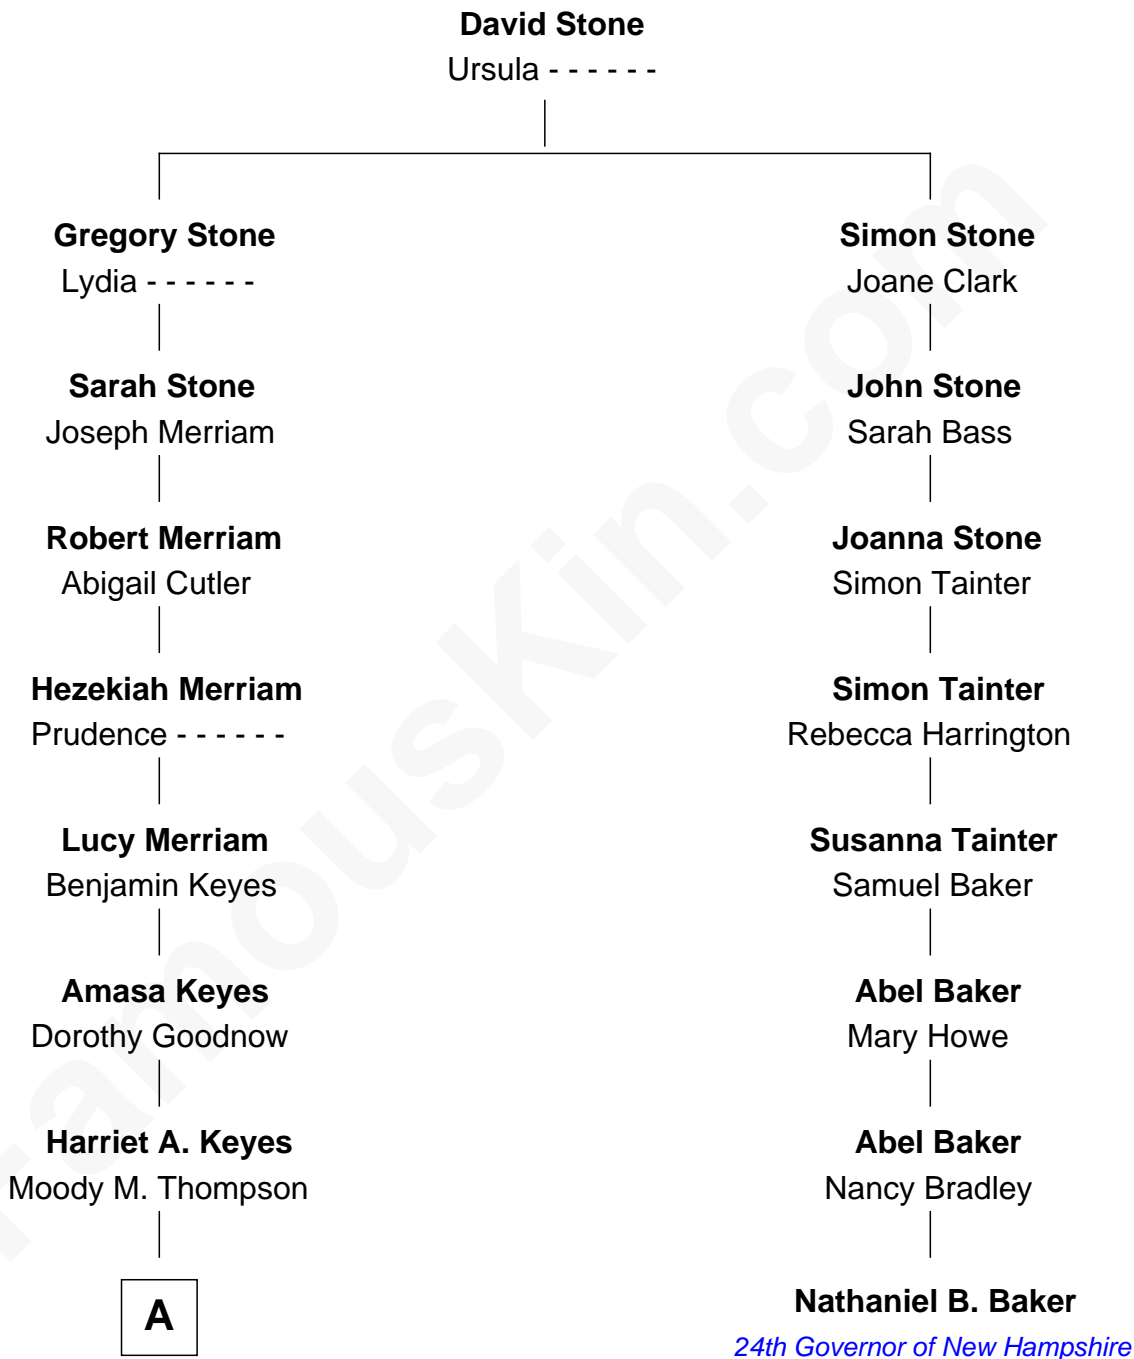 David Stone
Ursula - - - - - -
Gregory Stone
Lydia - - - - - -
Simon Stone
Joane Clark
Sarah Stone
Joseph Merriam
John Stone
Sarah Bass
Robert Merriam
Abigail Cutler
Joanna Stone
Simon Tainter
Hezekiah Merriam
Prudence - - - - - -
Simon Tainter
Rebecca Harrington
Lucy Merriam
Benjamin Keyes
Susanna Tainter
Samuel Baker
Amasa Keyes
Dorothy Goodnow
Abel Baker
Mary Howe
Harriet A. Keyes
Moody M. Thompson
Abel Baker
Nancy Bradley
A
Nathaniel B. Baker
24th Governor of New Hampshire
famouskin.com